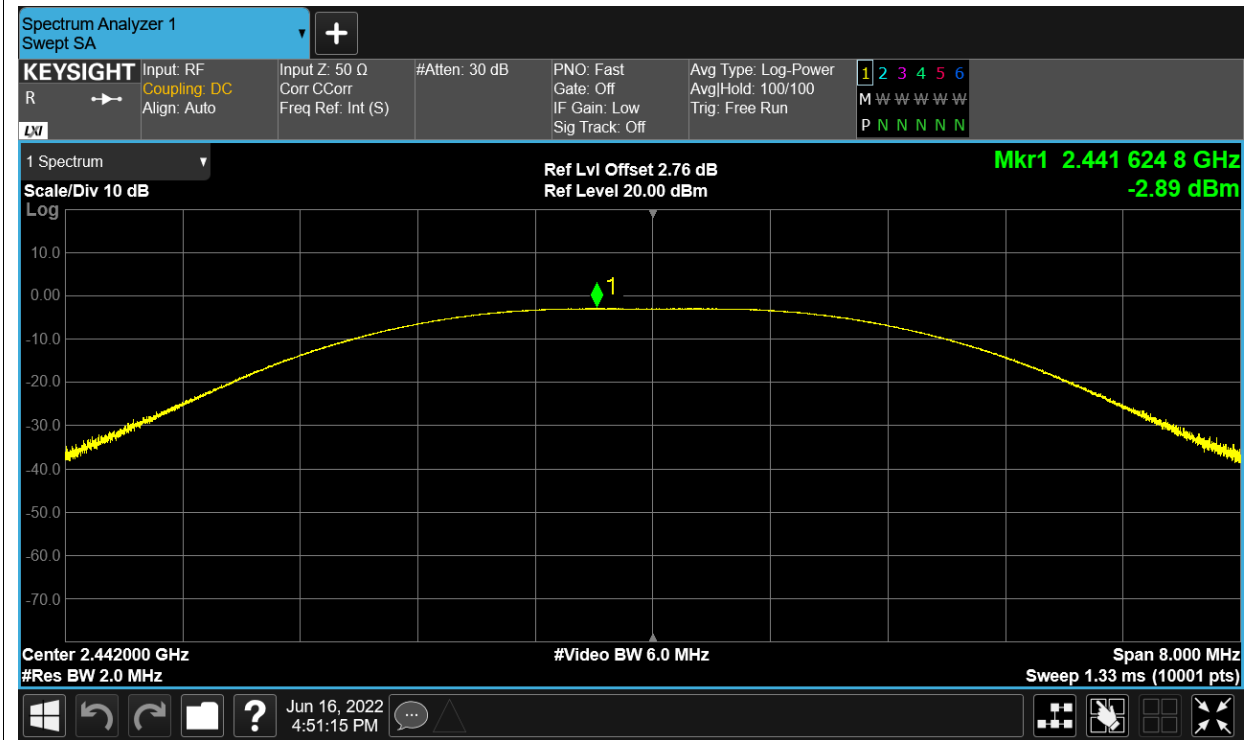 Spectrum Analyzer 1
Swept SA
KEYSIGHT
R
LXI
Input: RF
Coupling: DC
Align: Auto
Input Z: 50 Ω
Corr CCorr
Freq Ref: Int (S)
#Atten: 30 dB
PNO: Fast
Gate: Off
IF Gain: Low
Sig Track: Off
Avg Type: Log-Power
Avg|Hold: 100/100
Trig: Free Run
1 2 3 4 5 6
M W W W W W
P N N N N N
1 Spectrum
Scale/Div 10 dB
Log
Ref Lvl Offset 2.76 dB
Ref Level 20.00 dBm
Mkr1 2.441 624 8 GHz
-2.89 dBm
10.0
0.00
1
-10.0
-20.0
-30.0
-40.0
-50.0
-60.0
-70.0
Center 2.442000 GHz
#Res BW 2.0 MHz
#Video BW 6.0 MHz
Span 8.000 MHz
Sweep 1.33 ms (10001 pts)
?
Jun 16, 2022
4:51:15 PM